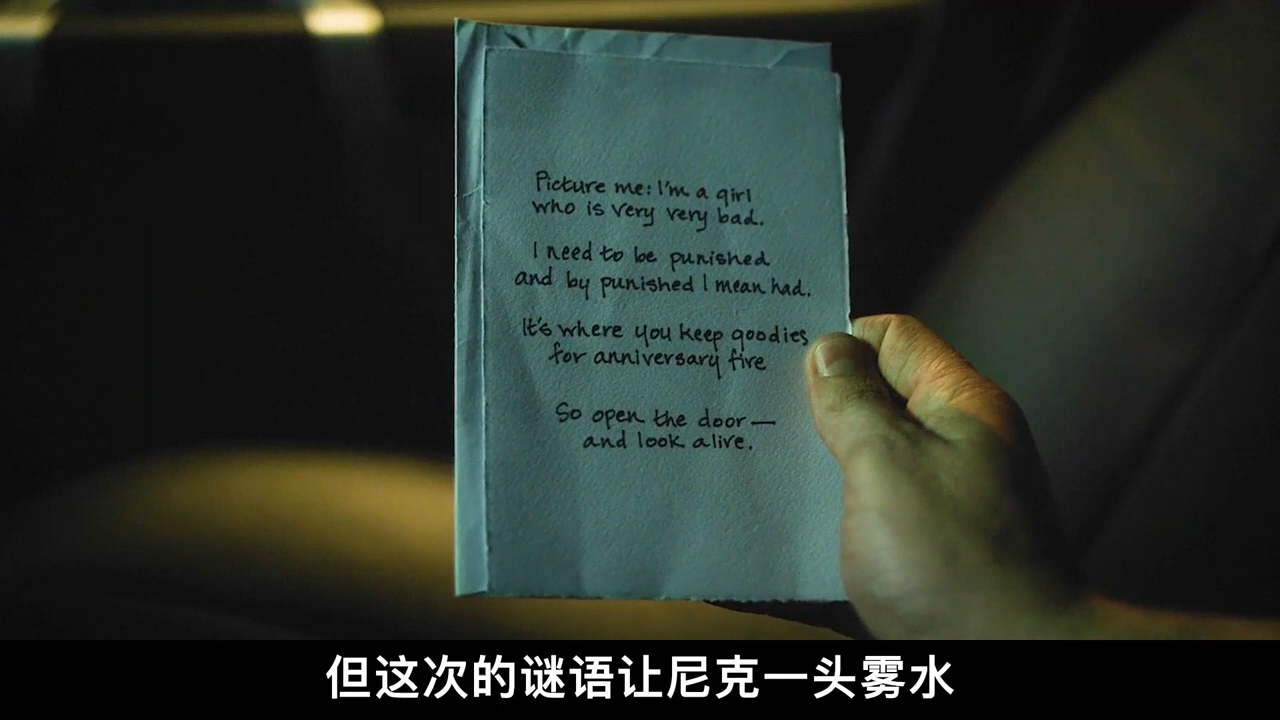 Picture me: I'm a girl
who is very very bad.
I need to be punished
and by punished I mean had.
It's where you keep goodies
for anniversary five
So open the door—
and look alive.
但这次的谜语让尼克一头雾水